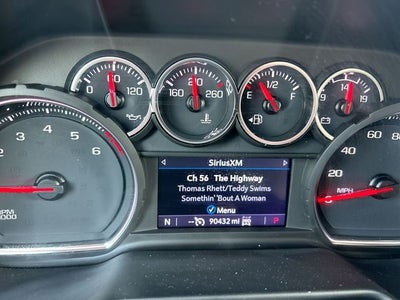 60
0 120
210
160 260
1/2
E F
14
9 19
2 3 4 5 6
RPM
x1000
20 40 60 80
MPH
SiriusXM
Ch 56 The Highway
Thomas Rhett/Teddy Swims
Somethin' 'Bout A Woman
Menu
N -- 90432 mi P